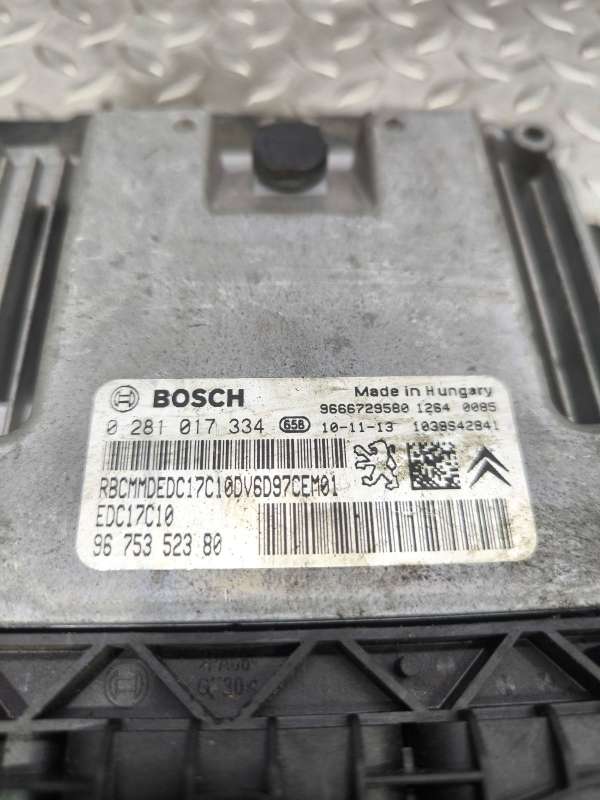 BOSCH
Made in Hungary
9666729580 1264 0085
0 281 017 334 658 10-11-13 1039S42941
RBCMMDEDC17C10DV6D97CEM01
EDC17C10
96 753 523 80